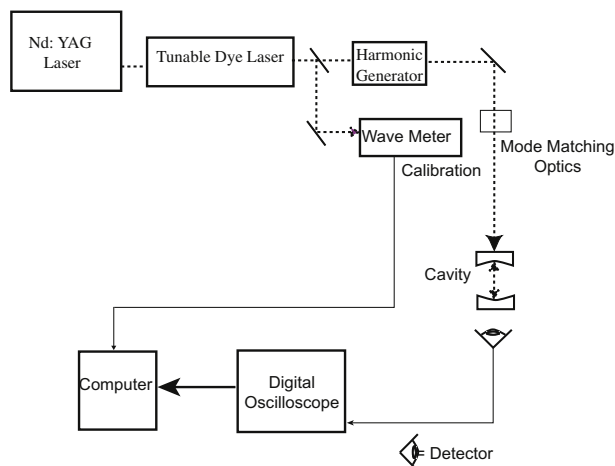 Nd: YAG
Laser
Tunable Dye Laser
Harmonic
Generator
Wave Meter
Calibration
Mode Matching
Optics
Cavity
Computer
Digital
Oscilloscope
Detector